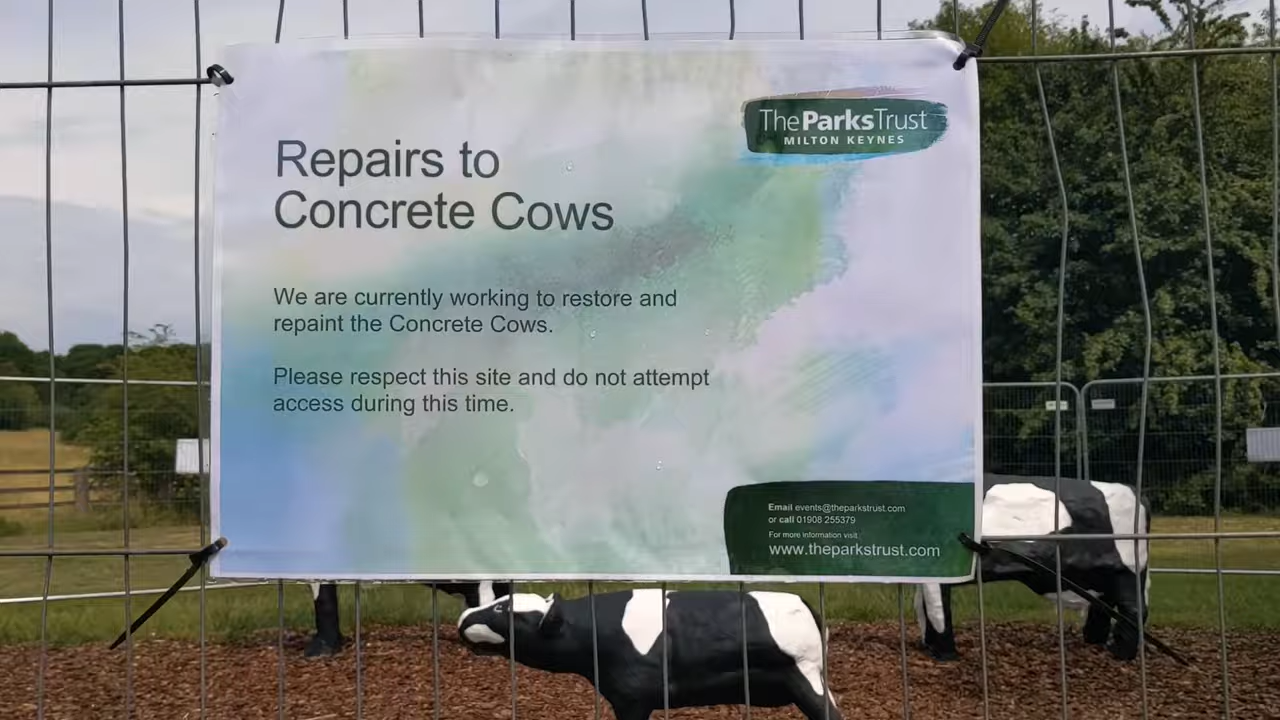 The Parks Trust
MILTON KEYNES
Repairs to
Concrete Cows
We are currently working to restore and
repaint the Concrete Cows.
Please respect this site and do not attempt
access during this time.
Email events@theparkstrust.com
or call 01908 255379
For more information visit
www.theparkstrust.com